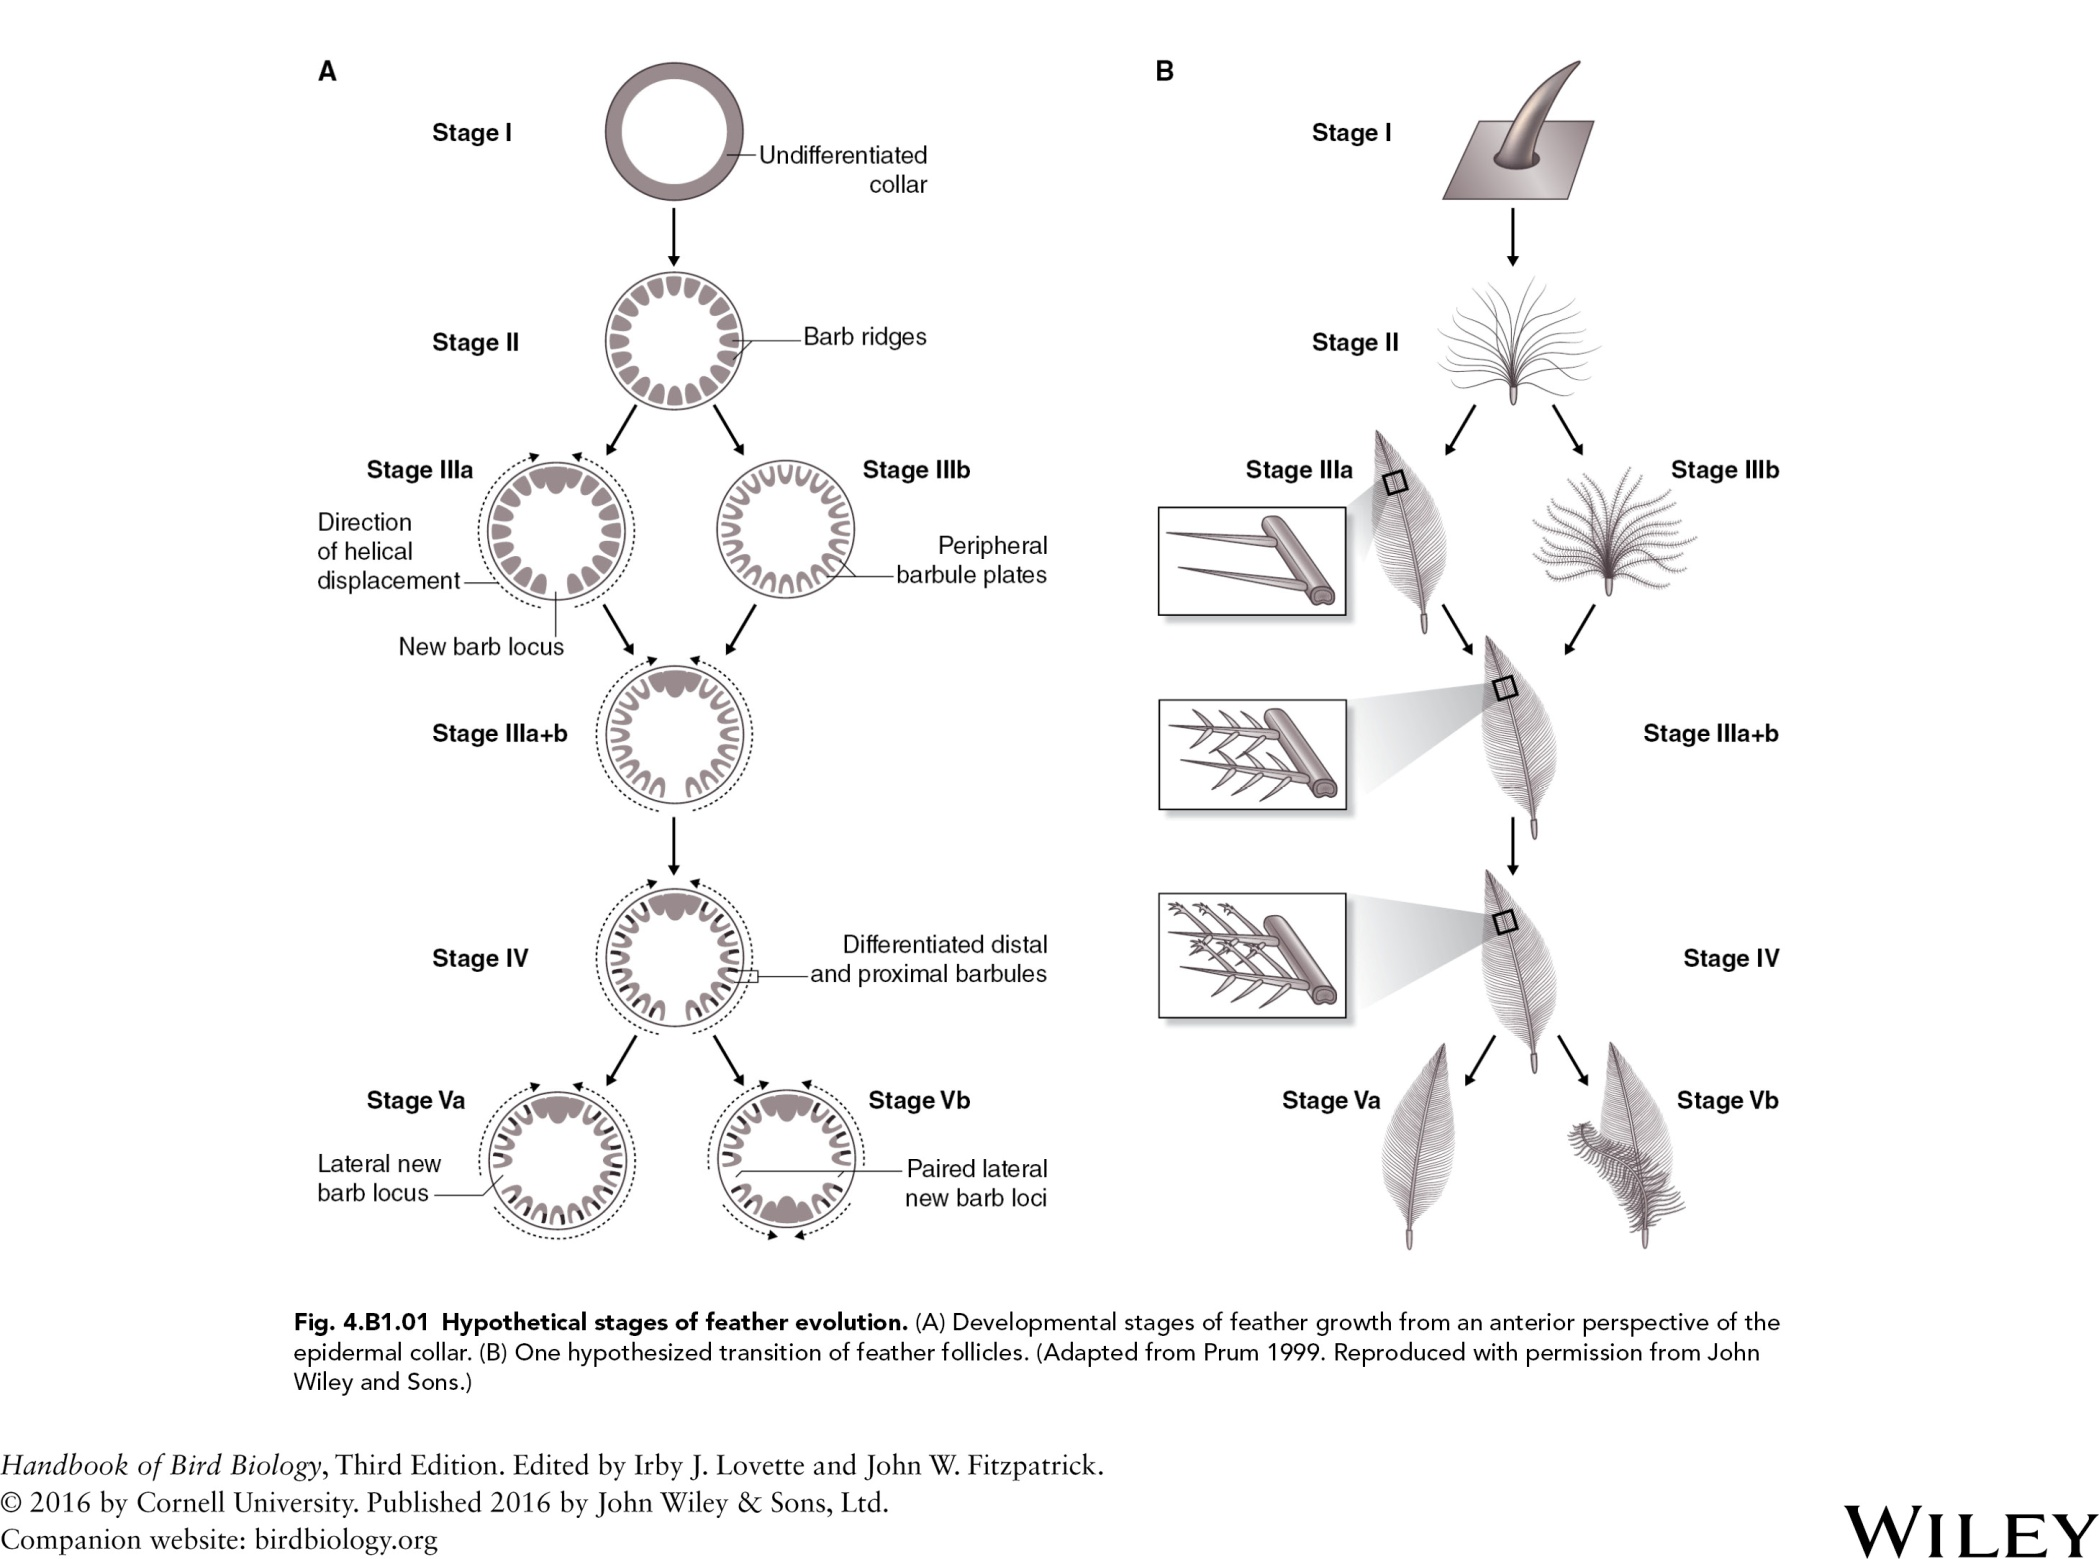 A
Stage I
Undifferentiated
collar
Stage II
Barb ridges
Stage IIIa
Stage IIIb
Direction
of helical
displacement
Peripheral
barbule plates
New barb locus
Stage IIIa+b
Stage IV
Differentiated distal
and proximal barbules
Stage Va
Stage Vb
Lateral new
barb locus
Paired lateral
new barb loci
B
Stage I
Stage II
Stage IIIa
Stage IIIb
Stage IIIa+b
Stage IV
Stage Va
Stage Vb
Fig. 4.B1.01 Hypothetical stages of feather evolution. (A) Developmental stages of feather growth from an anterior perspective of the
epidermal collar. (B) One hypothesized transition of feather follicles. (Adapted from Prum 1999. Reproduced with permission from John
Wiley and Sons.)
Handbook of Bird Biology, Third Edition. Edited by Irby J. Lovette and John W. Fitzpatrick.
© 2016 by Cornell University. Published 2016 by John Wiley & Sons, Ltd.
Companion website: birdbiology.org
WILEY